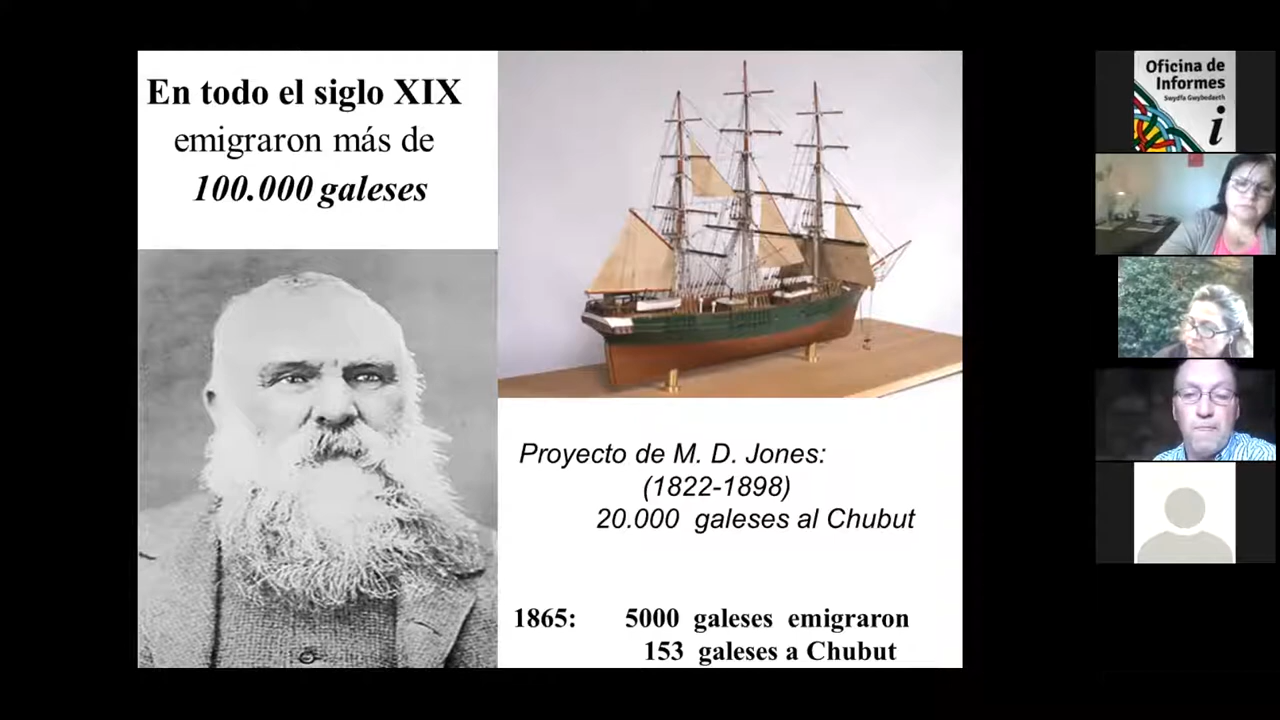 En todo el siglo XIX
emigraron más de
100.000 galeses
Proyecto de M. D. Jones:
(1822-1898)
20.000 galeses al Chubut
1865: 5000 galeses emigraron
153 galeses a Chubut
Oficina de
Informes
Swyddfa Gwybodaeth
i